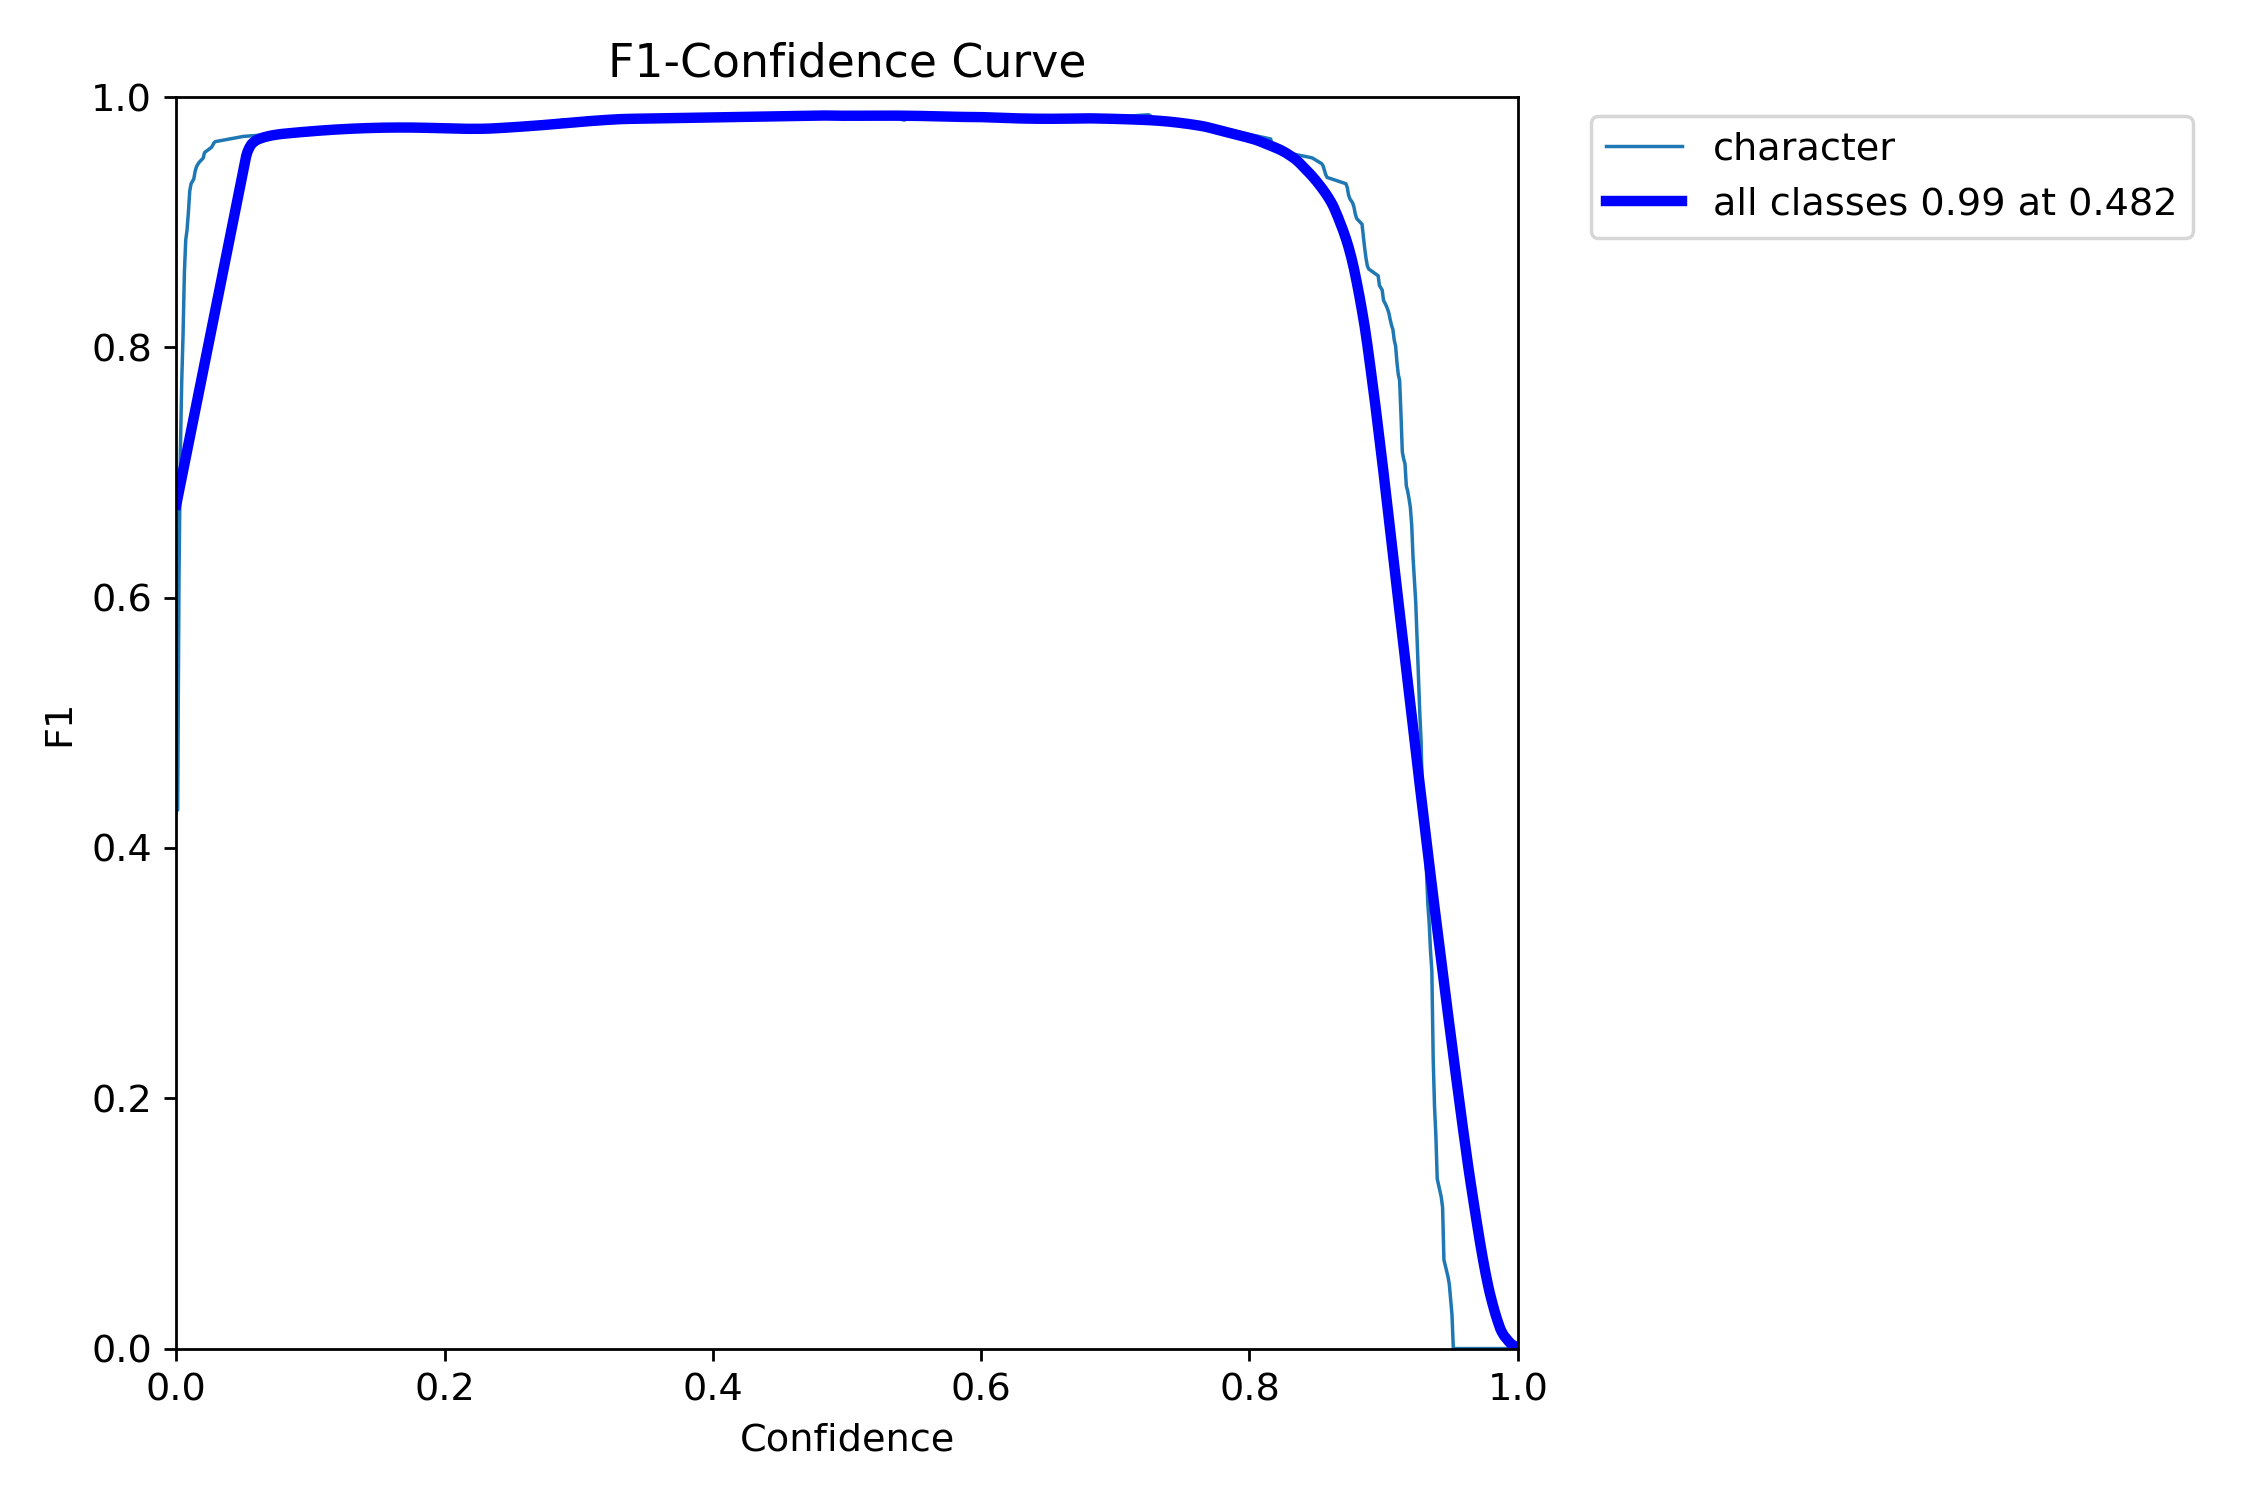 F1-Confidence Curve
1.0
0.8
0.6
0.4
0.2
0.0
F1
0.0 0.2 0.4 0.6 0.8 1.0
Confidence
character
all classes 0.99 at 0.482